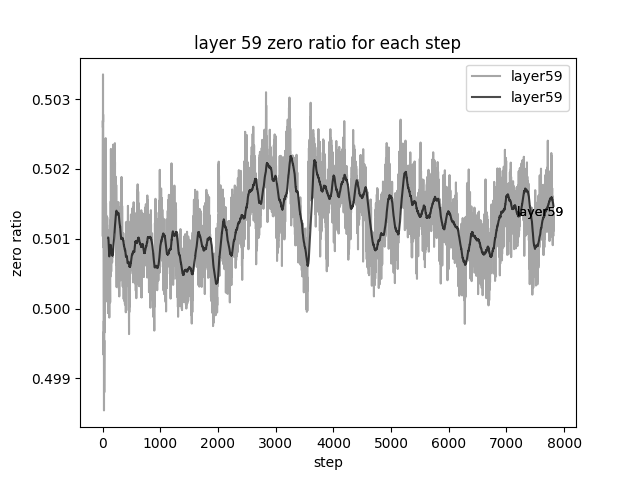 layer 59 zero ratio for each step
layer59
layer59
0.503
0.502
0.501
0.500
0.499
zero ratio
layer59
0
1000
2000
3000
4000
5000
6000
7000
8000
step